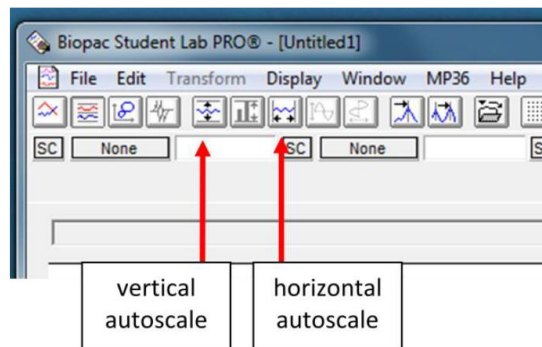 Biopac Student Lab PRO® - [Untitled1]
File Edit Transform Display Window MP36 Help
SC None SC None S
vertical autoscale
horizontal autoscale